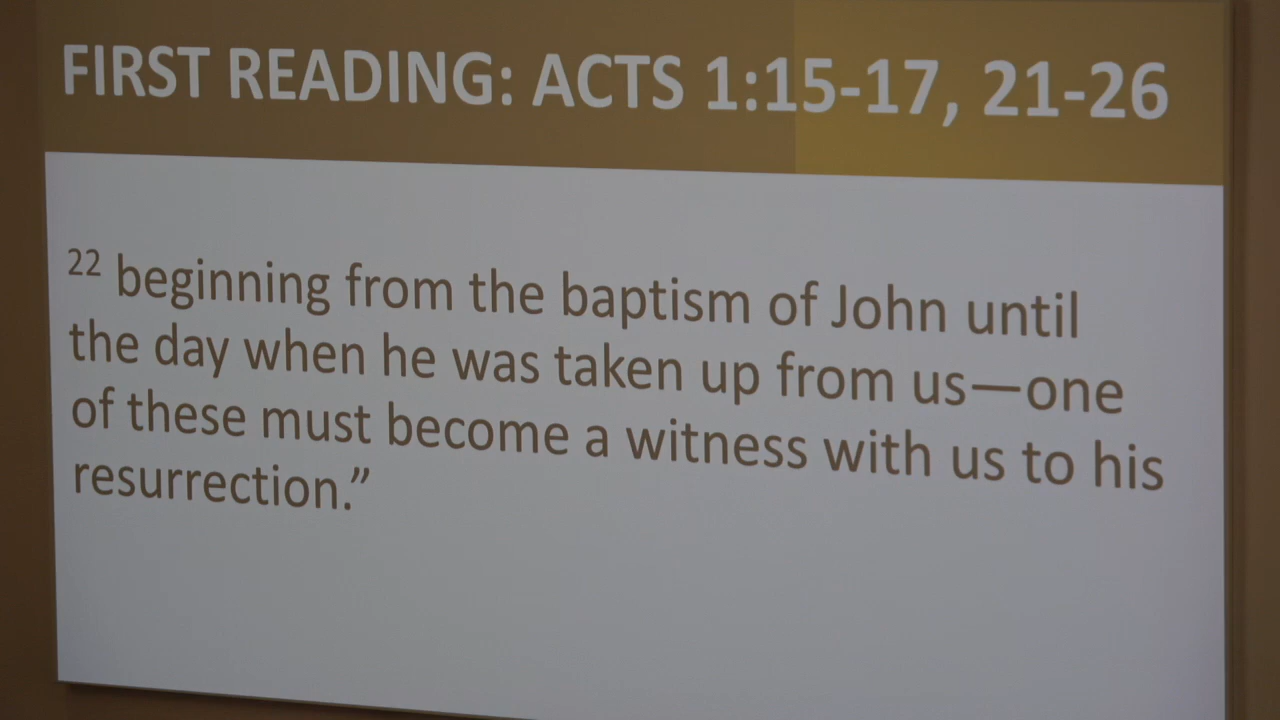 FIRST READING: ACTS 1:15-17, 21-26
22 beginning from the baptism of John until
the day when he was taken up from us—one
of these must become a witness with us to his
resurrection.”